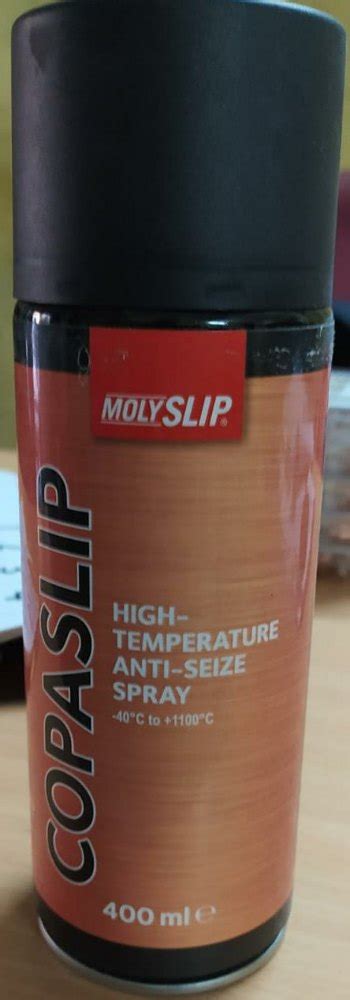 MOLYSLIP®
COPASLIP
HIGH-
TEMPERATURE
ANTI-SEIZE
SPRAY
-40°C to +1100°C
400 ml ℮